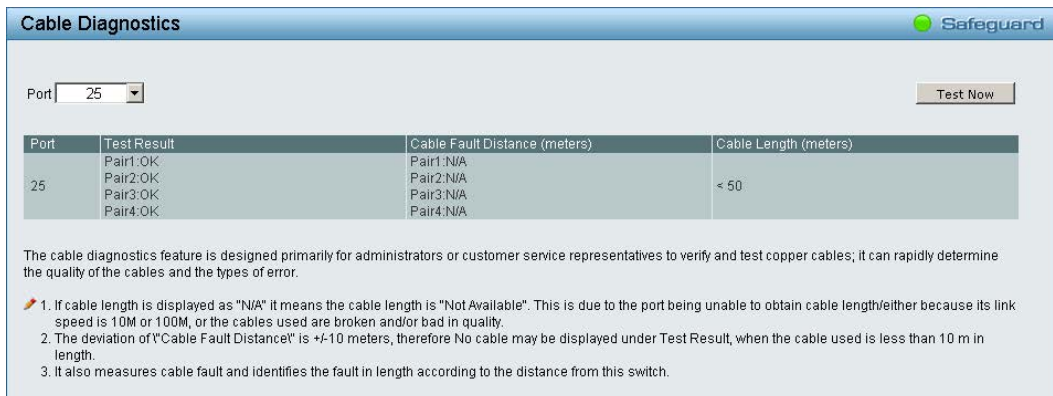 Cable Diagnostics
Safeguard
Port 25
Test Now
Port Test Result Cable Fault Distance (meters) Cable Length (meters)
25
Pair1:OK Pair1:N/A
Pair2:OK Pair2:N/A
Pair3:OK Pair3:N/A
Pair4:OK Pair4:N/A
< 50
The cable diagnostics feature is designed primarily for administrators or customer service representatives to verify and test copper cables; it can rapidly determine
the quality of the cables and the types of error.
1. If cable length is displayed as "N/A" it means the cable length is "Not Available". This is due to the port being unable to obtain cable length/either because its link
speed is 10M or 100M, or the cables used are broken and/or bad in quality.
2. The deviation of \"Cable Fault Distance\" is +/-10 meters, therefore No cable may be displayed under Test Result, when the cable used is less than 10 m in
length.
3. It also measures cable fault and identifies the fault in length according to the distance from this switch.